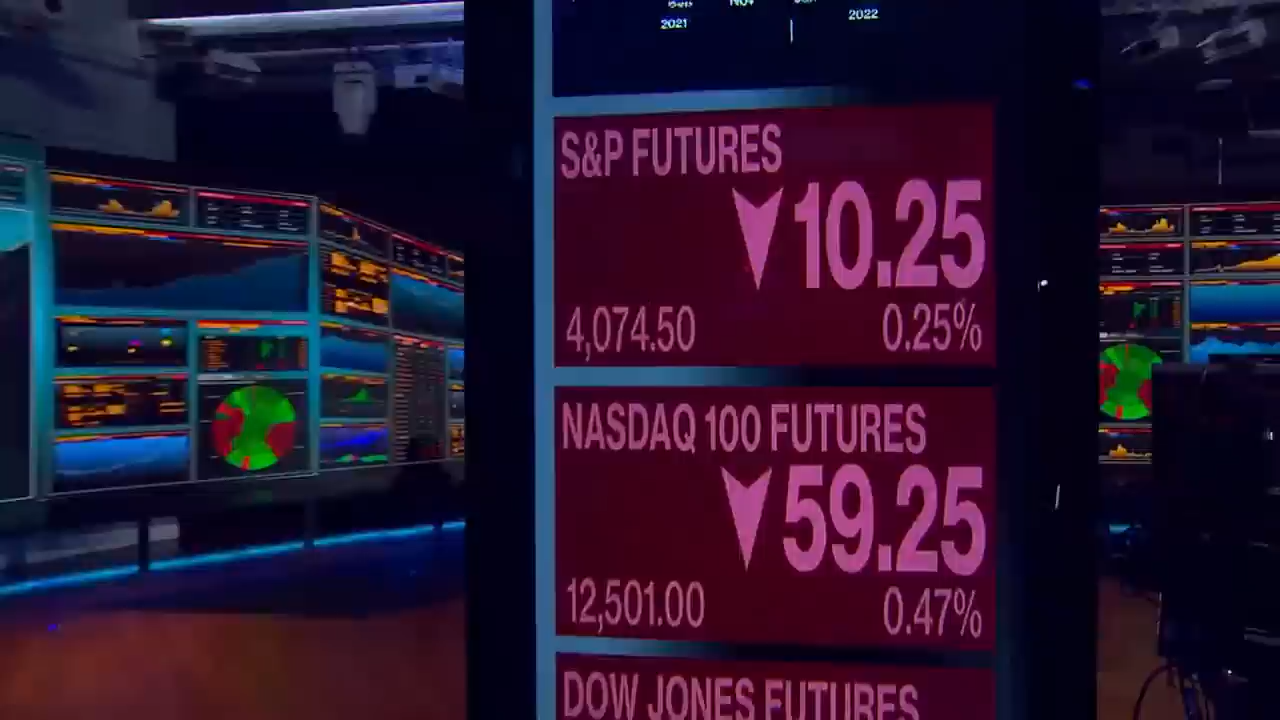 2021
2022
S&P FUTURES
10.25
4,074.50 0.25%
NASDAQ 100 FUTURES
59.25
12,501.00 0.47%
DOW JONES FUTURES